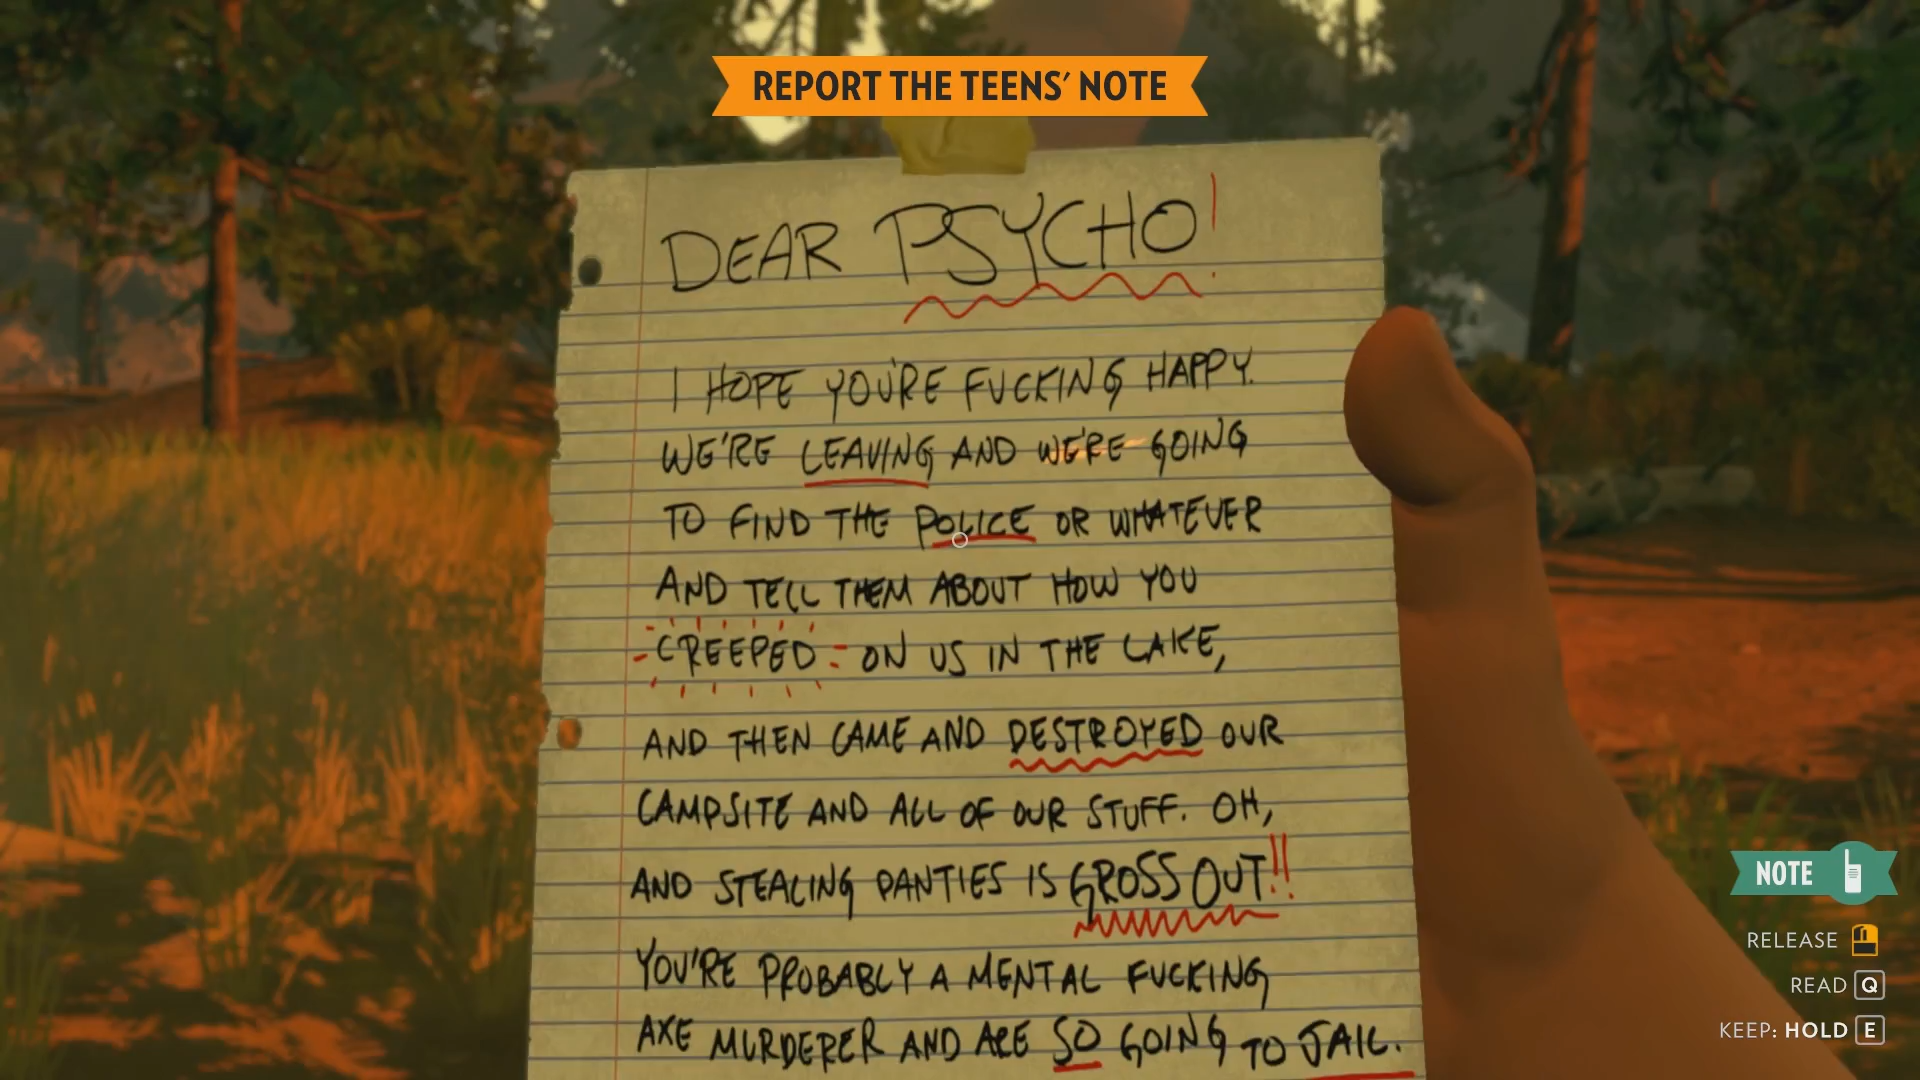 REPORT THE TEENS' NOTE
DEAR PSYCHO!
I HOPE YOU'RE FUCKING HAPPY.
WE'RE LEAVING AND WE'RE GOING
TO FIND THE POLICE OR WHATEVER
AND TELL THEM ABOUT HOW YOU
CREEPED ON US IN THE LAKE,
AND THEN CAME AND DESTROYED OUR
CAMPSITE AND ALL OF OUR STUFF. OH,
AND STEALING PANTIES IS GROSS OUT!!
YOU'RE PROBABLY A MENTAL FUCKING
AXE MURDERER AND ARE SO GOING TO JAIL.
NOTE
RELEASE
READ Q
KEEP: HOLD E